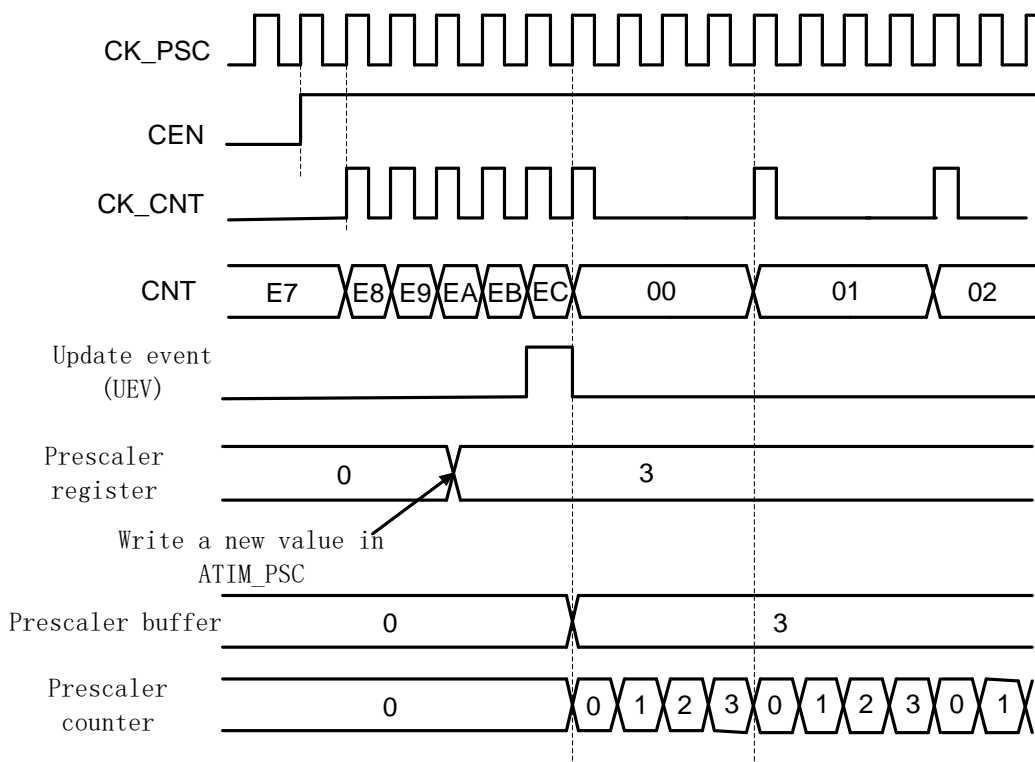 CK_PSC
CEN
CK_CNT
CNT
E7 E8 E9 EA EB EC 00 01 02
Update event
(UEV)
Prescaler
register
0 3
Write a new value in
ATIM_PSC
Prescaler buffer
0 3
Prescaler
counter
0 0 1 2 3 0 1 2 3 0 1